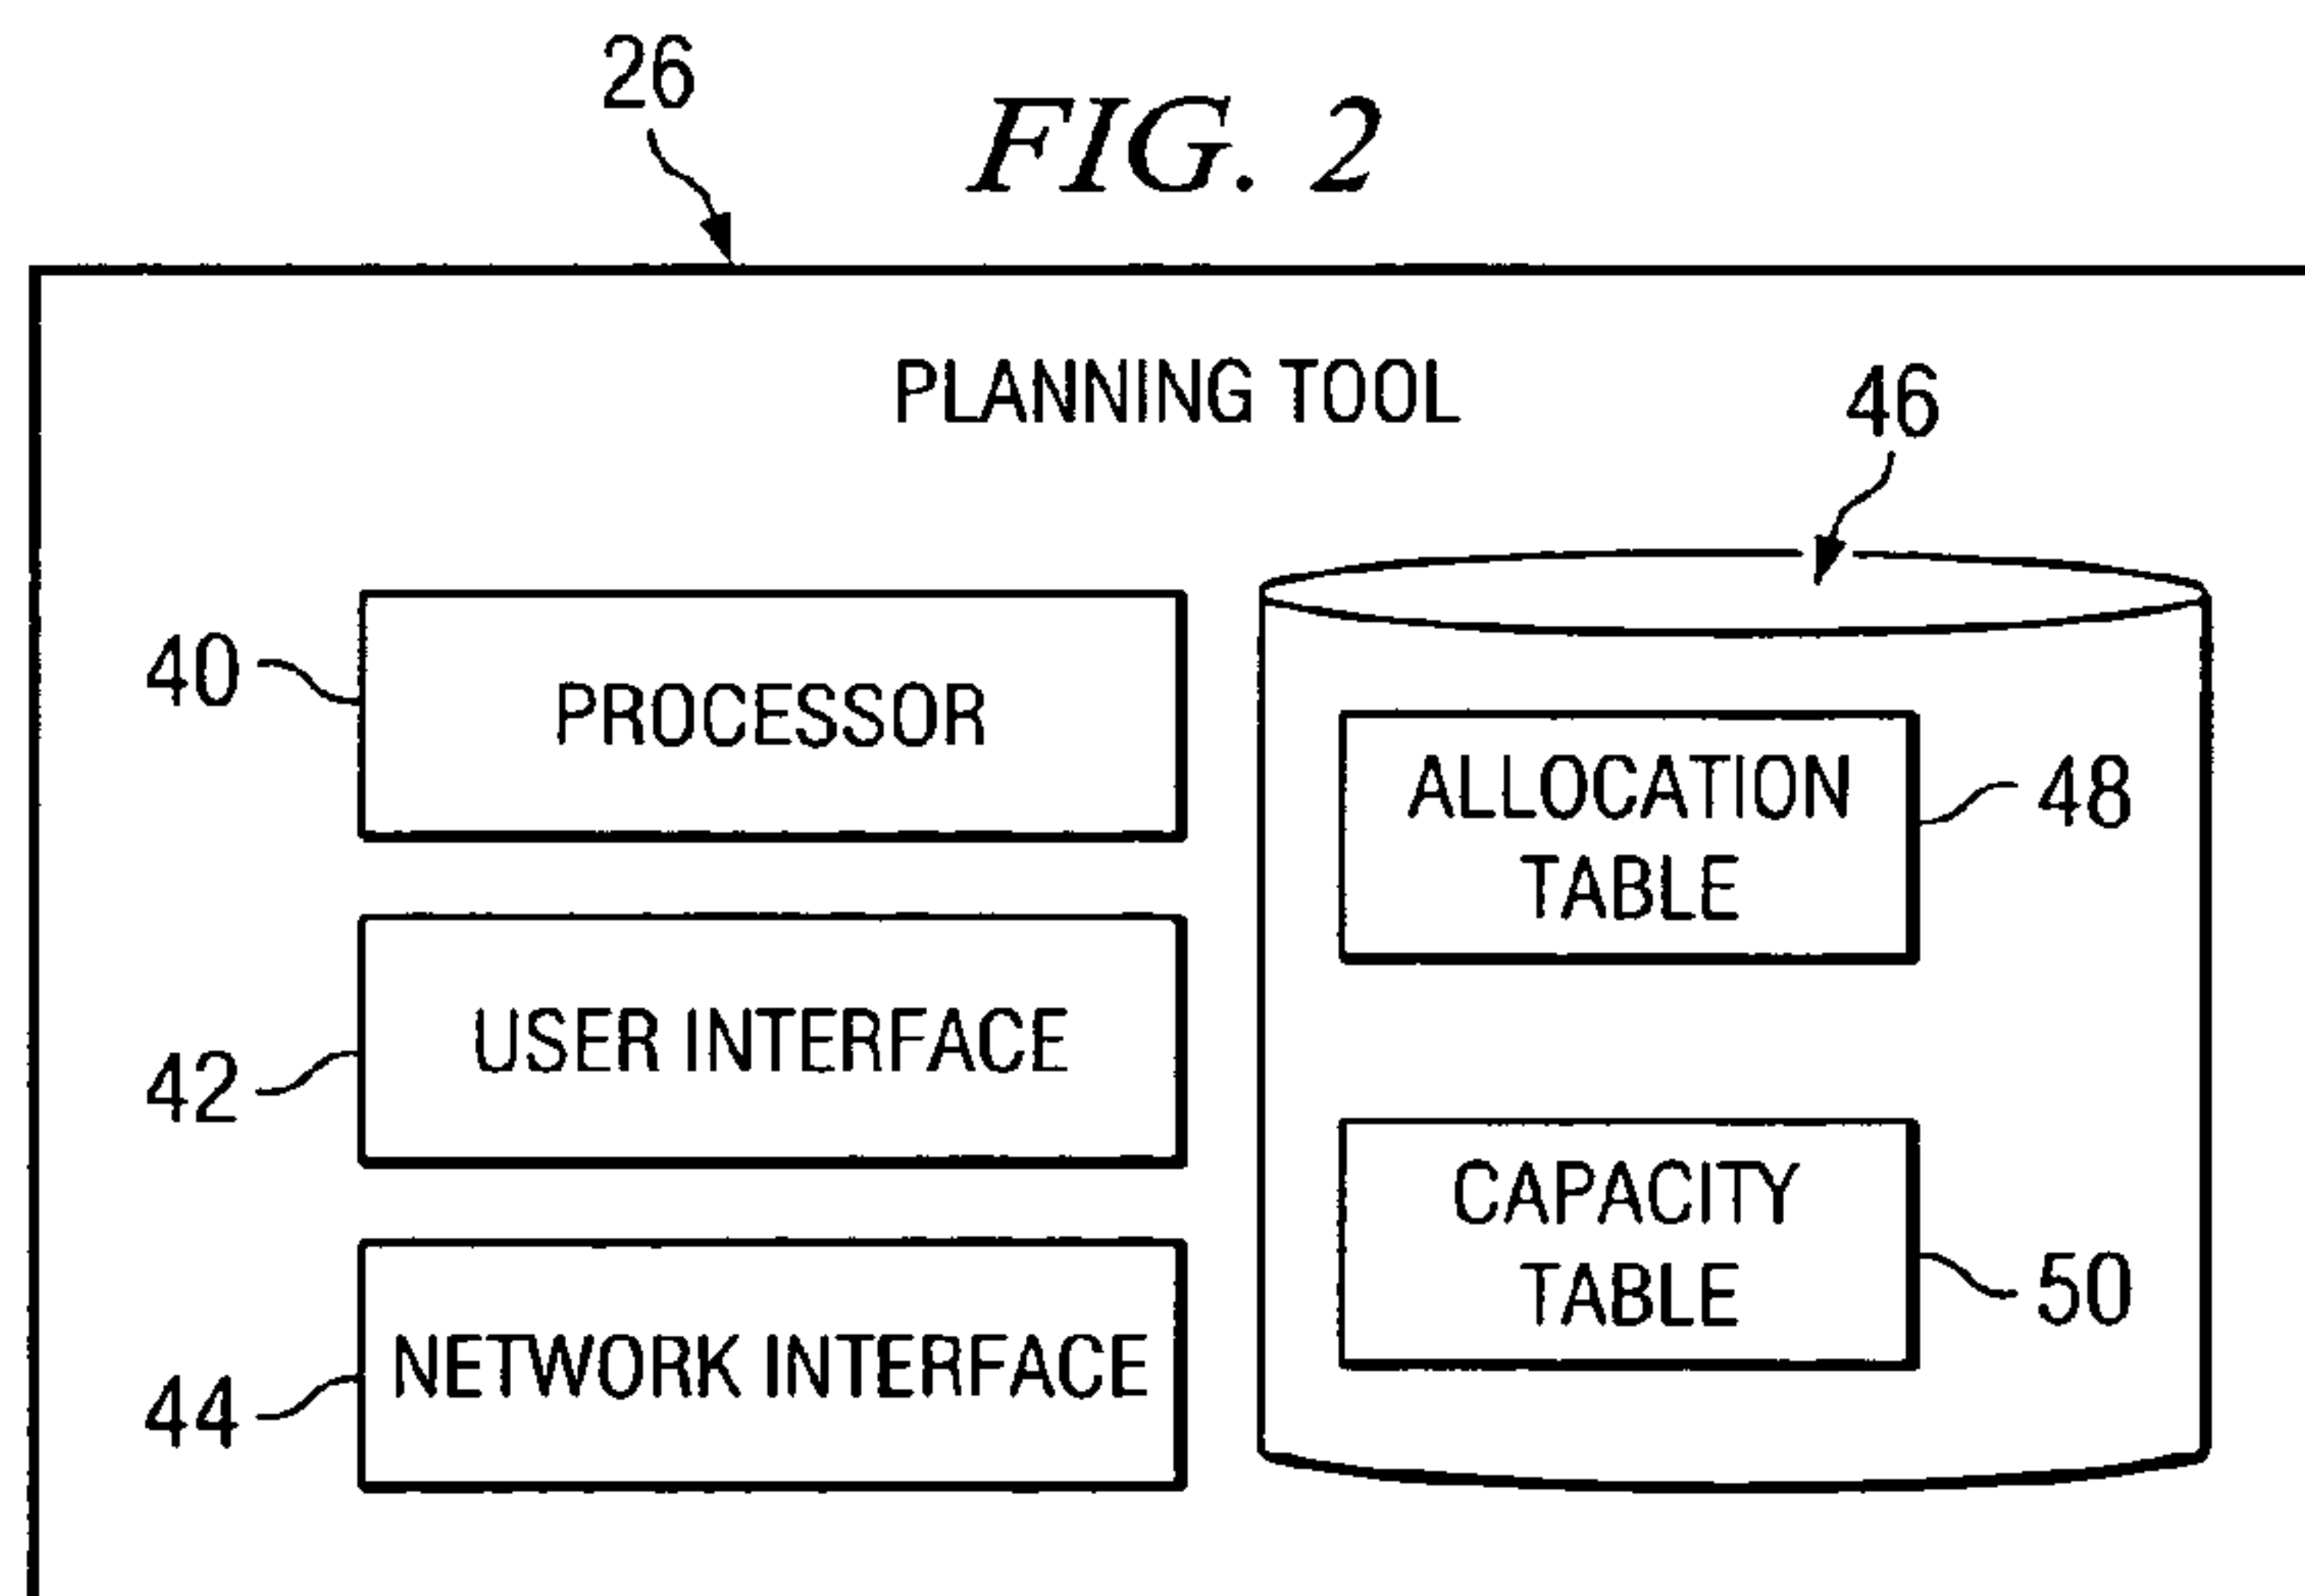 26
FIG. 2
PLANNING TOOL
46
40
PROCESSOR
ALLOCATION
TABLE
48
42
USER INTERFACE
CAPACITY
TABLE
50
44
NETWORK INTERFACE